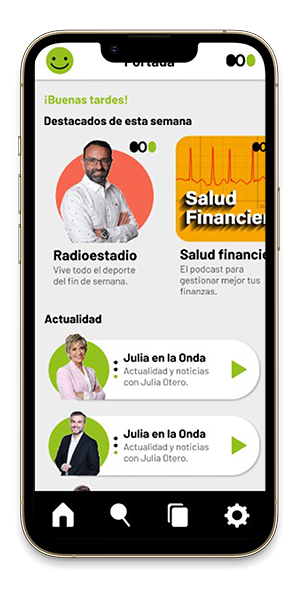 Portada
¡Buenas tardes!
Destacados de esta semana
Salud
Financier
Radioestadio
Vive todo el deporte
del fin de semana.
Salud financie
El podcast para
gestionar mejor tus
finanzas.
Actualidad
Julia en la Onda
Actualidad y noticias
con Julia Otero.
Julia en la Onda
Actualidad y noticias
con Julia Otero.